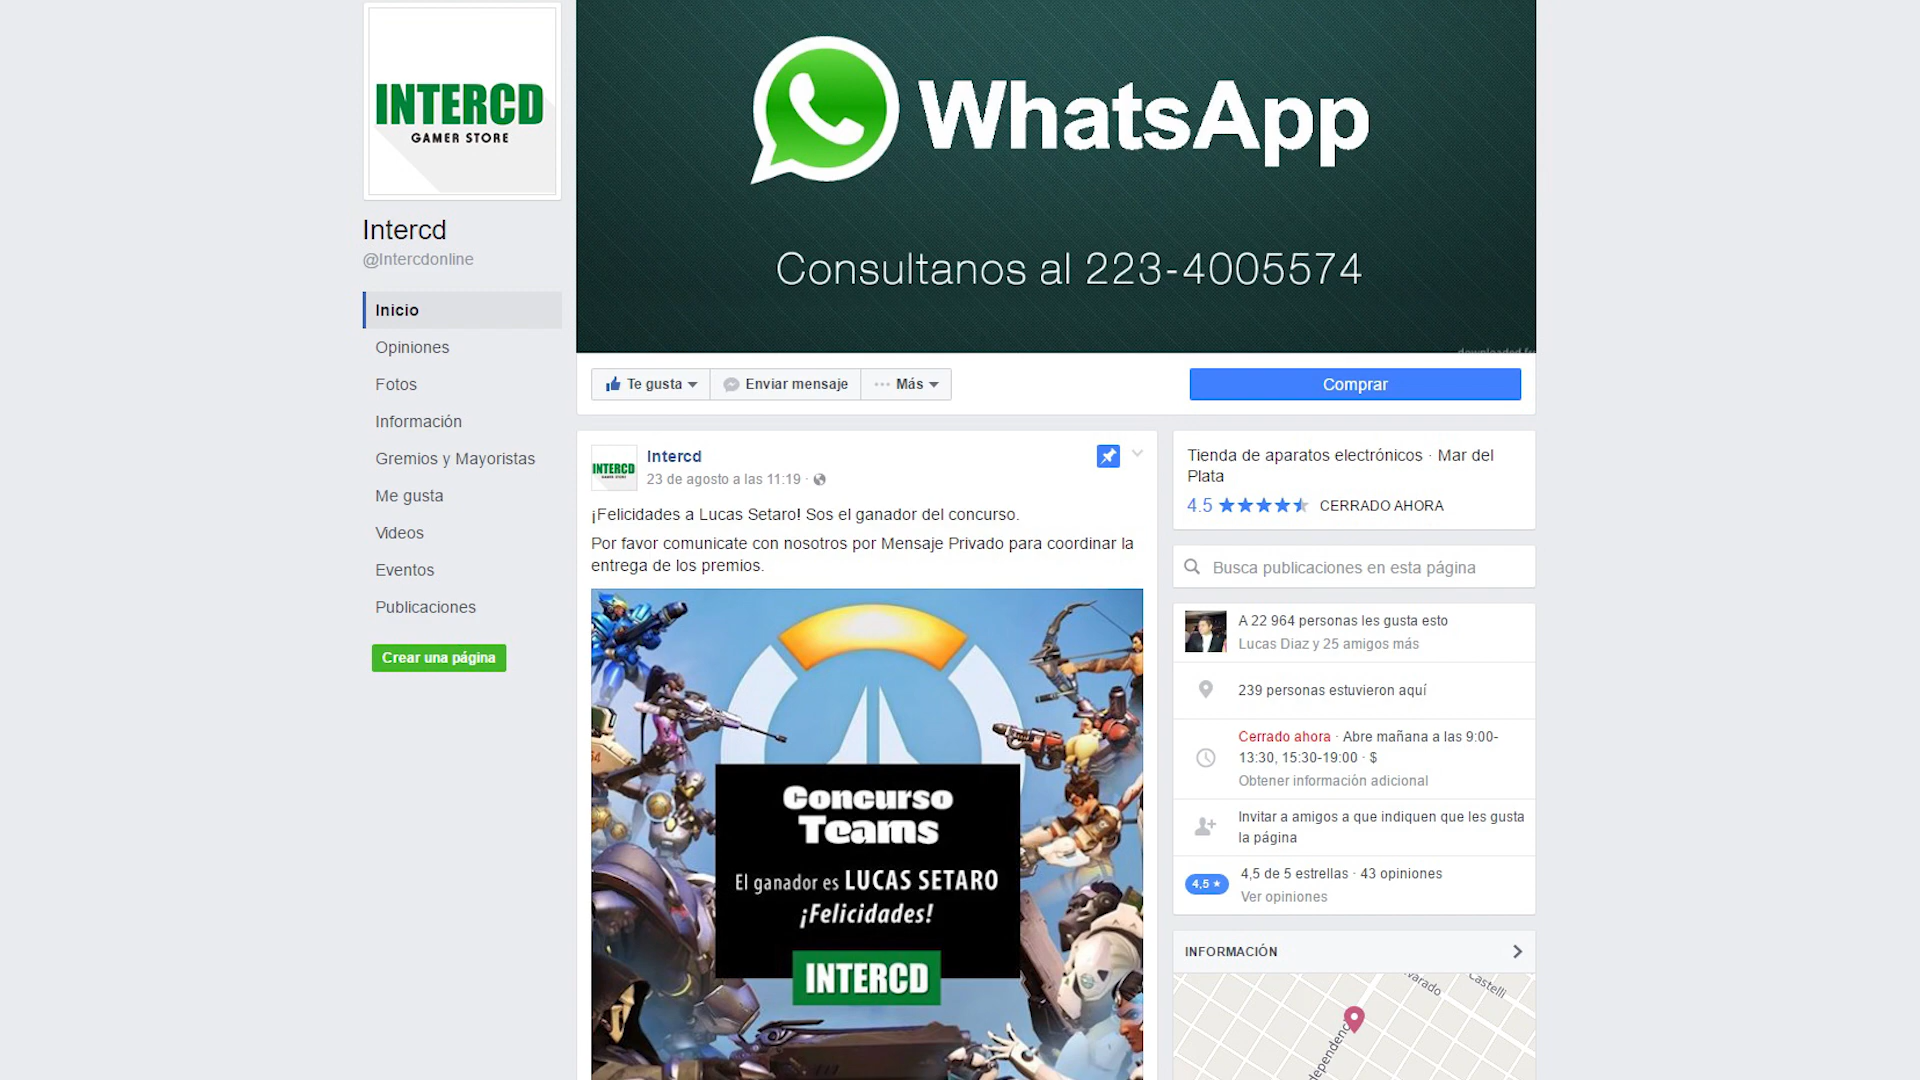 INTERCD
GAMER STORE
Intercd
@Intercdonline
Inicio
Opiniones
Fotos
Información
Gremios y Mayoristas
Me gusta
Videos
Eventos
Publicaciones
Crear una página
WhatsApp
Consultanos al 223-4005574
Te gusta
Enviar mensaje
Más
Comprar
INTERCD
GAMER STORE
Intercd
23 de agosto a las 11:19 ·
¡Felicidades a Lucas Setaro! Sos el ganador del concurso.
Por favor comunicate con nosotros por Mensaje Privado para coordinar la
entrega de los premios.
Concurso
Teams
El ganador es LUCAS SETARO
¡Felicidades!
INTERCD
Tienda de aparatos electrónicos · Mar del
Plata
4.5 CERRADO AHORA
Busca publicaciones en esta página
A 22 964 personas les gusta esto
Lucas Diaz y 25 amigos más
239 personas estuvieron aquí
Cerrado ahora · Abre mañana a las 9:00-
13:30, 15:30-19:00 · $
Obtener información adicional
Invitar a amigos a que indiquen que les gusta
la página
4,5 ★
4,5 de 5 estrellas · 43 opiniones
Ver opiniones
INFORMACIÓN
Castelli